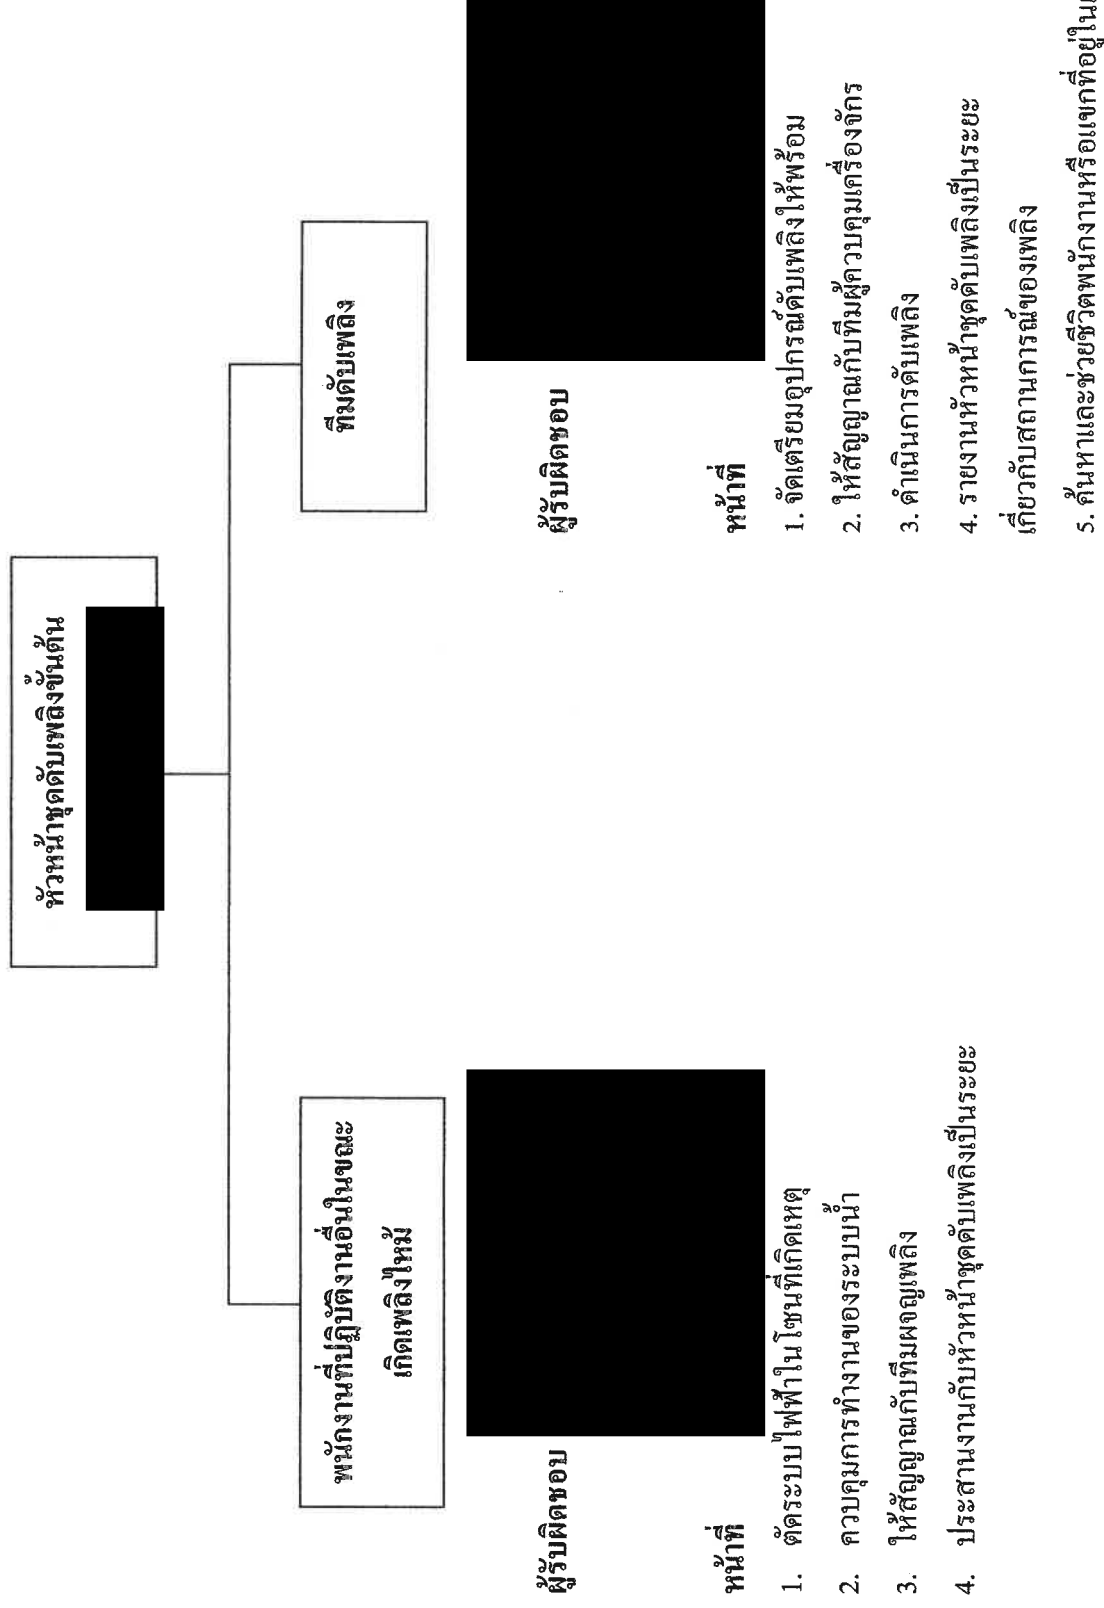 หัวหน้าชุดดับเพลิงขั้นต้น
พนักงานที่ปฏิบัติงานอื่นในขณะ
เกิดเพลิงไหม้
ผู้รับผิดชอบ
หน้าที่
1. ตัดระบบไฟฟ้าในโซนที่เกิดเหตุ
2. ควบคุมการทำงานของระบบน้ำ
3. ให้สัญญาณกับทีมผจญเพลิง
4. ประสานงานกับหัวหน้าชุดดับเพลิงเป็นระยะ
ทีมดับเพลิง
ผู้รับผิดชอบ
หน้าที่
1. จัดเตรียมอุปกรณ์ดับเพลิงให้พร้อม
2. ให้สัญญาณกับทีมผู้ควบคุมเครื่องจักร
3. ดำเนินการดับเพลิง
4. รายงานหัวหน้าชุดดับเพลิงเป็นระยะ
เกี่ยวกับสถานการณ์ของเพลิง
5. ค้นหาและช่วยชีวิตพนักงานหรือแขกที่อยู่ใน